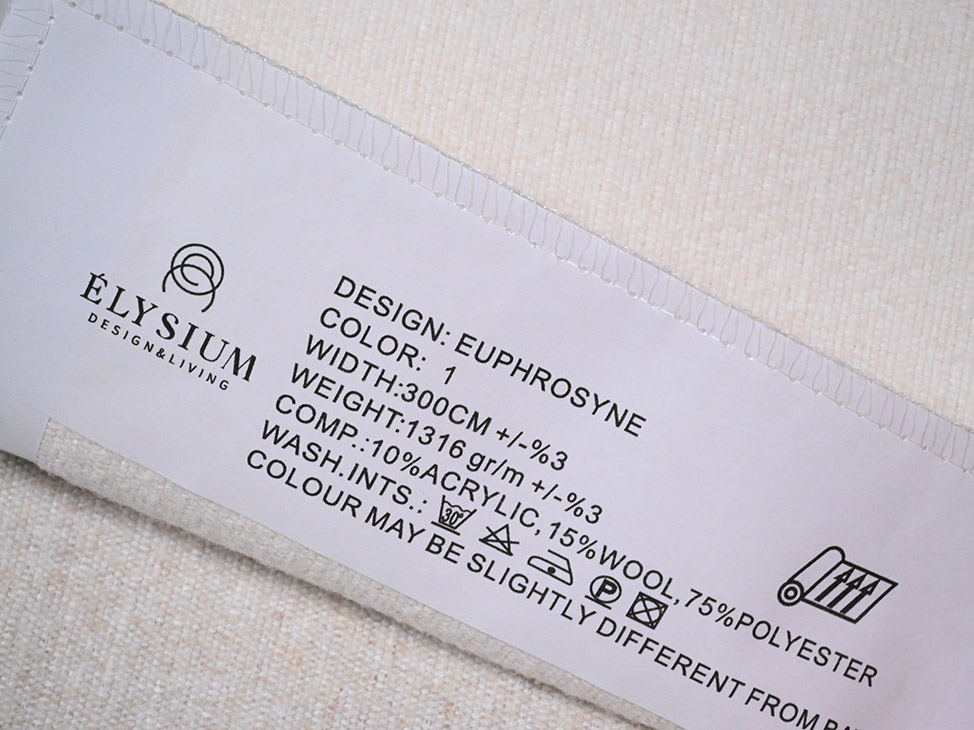 ÉLYSIUM
DESIGN&LIVING
DESIGN: EUPHROSYNE
COLOR: 1
WIDTH:300CM +/-%3
WEIGHT:1316 gr/m +/-%3
COMP.:10%ACRYLIC, 15%WOOL, 75%POLYESTER
WASH.INTS.: 30° P
COLOUR MAY BE SLIGHTLY DIFFERENT FROM